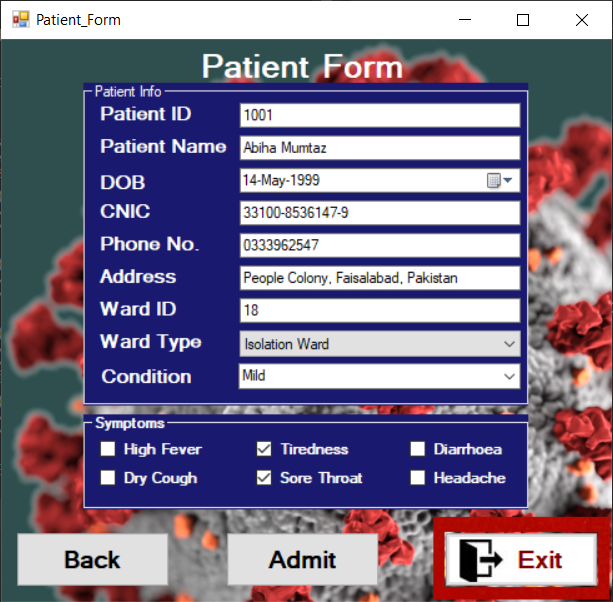 Patient_Form
Patient Form
Patient Info
Patient ID 1001
Patient Name Abiha Mumtaz
DOB 14-May-1999
CNIC 33100-8536147-9
Phone No. 0333962547
Address People Colony, Faisalabad, Pakistan
Ward ID 18
Ward Type Isolation Ward
Condition Mild
Symptoms
High Fever Tiredness Diarrhoea
Dry Cough Sore Throat Headache
Back Admit Exit